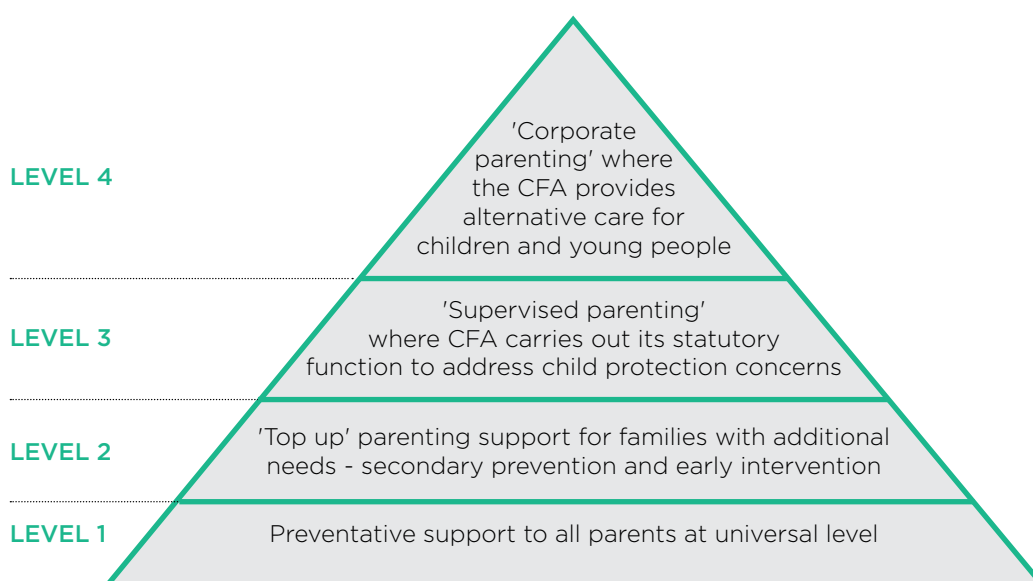 LEVEL 4
'Corporate
parenting' where
the CFA provides
alternative care for
children and young people
LEVEL 3
'Supervised parenting'
where CFA carries out its statutory
function to address child protection concerns
LEVEL 2
'Top up' parenting support for families with additional
needs - secondary prevention and early intervention
LEVEL 1
Preventative support to all parents at universal level